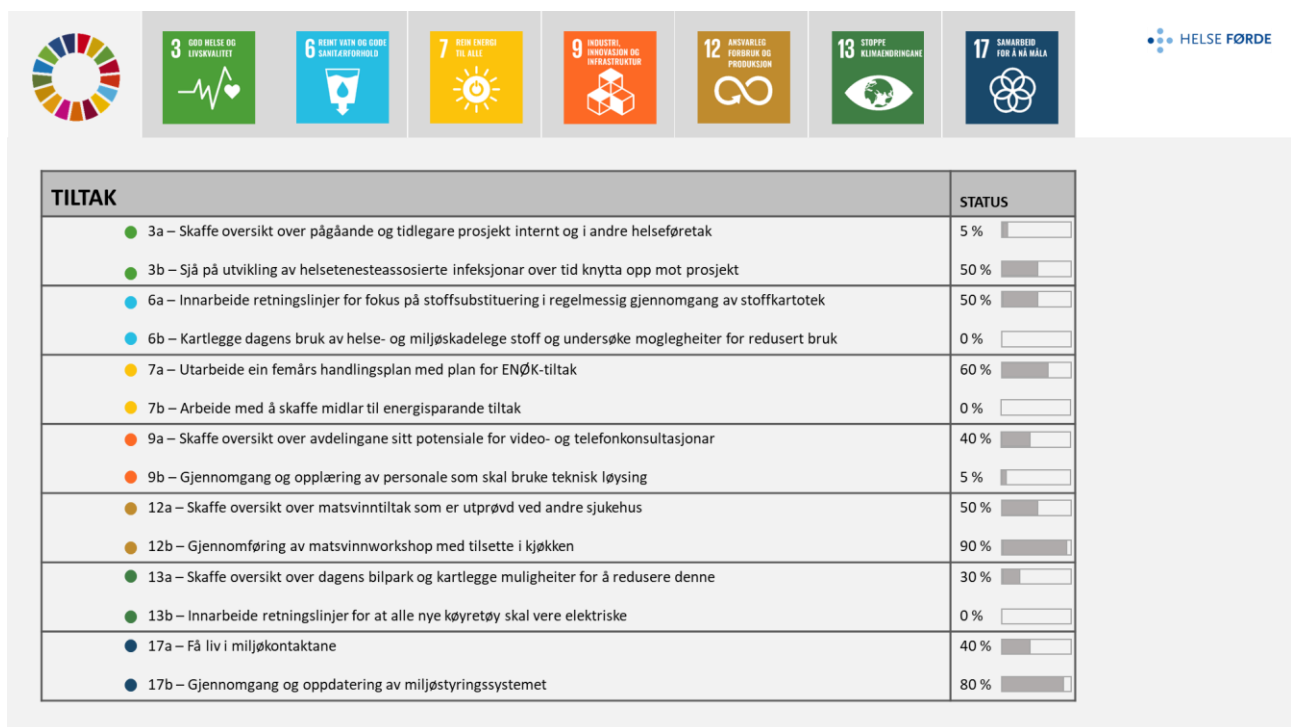 3 GOD HELSE OG
LIVSKVALITET
6 REINT VATN OG GODE
SANITÆRFORHOLD
7 REIN ENERGI
TIL ALLE
9 INDUSTRI,
INNOVASJON OG
INFRASTRUKTUR
12 ANSVARLEG
FORBRUK OG
PRODUKSJON
13 STOPPE
KLIMAENDRINGANE
17 SAMARBEID
FOR Å NÅ MÅLA
HELSE FØRDE
TILTAK STATUS
3a – Skaffe oversikt over pågåande og tidlegare prosjekt internt og i andre helseføretak 5 %
3b – Sjå på utvikling av helsetenesteassosierte infeksjonar over tid knytta opp mot prosjekt 50 %
6a – Innarbeide retningslinjer for fokus på stoffsubstituering i regelmessig gjennomgang av stoffkartotek 50 %
6b – Kartlegge dagens bruk av helse- og miljøskadelege stoff og undersøke moglegheiter for redusert bruk 0 %
7a – Utarbeide ein femårs handlingsplan med plan for ENØK-tiltak 60 %
7b – Arbeide med å skaffe midlar til energisparande tiltak 0 %
9a – Skaffe oversikt over avdelingane sitt potensiale for video- og telefonkonsultasjonar 40 %
9b – Gjennomgang og opplæring av personale som skal bruke teknisk løysing 5 %
12a – Skaffe oversikt over matsvinntiltak som er utprøvd ved andre sjukehus 50 %
12b – Gjennomføring av matsvinnworkshop med tilsette i kjøkken 90 %
13a – Skaffe oversikt over dagens bilpark og kartlegge muligheiter for å redusere denne 30 %
13b – Innarbeide retningslinjer for at alle nye køyretøy skal vere elektriske 0 %
17a – Få liv i miljøkontaktane 40 %
17b – Gjennomgang og oppdatering av miljøstyringssystemet 80 %